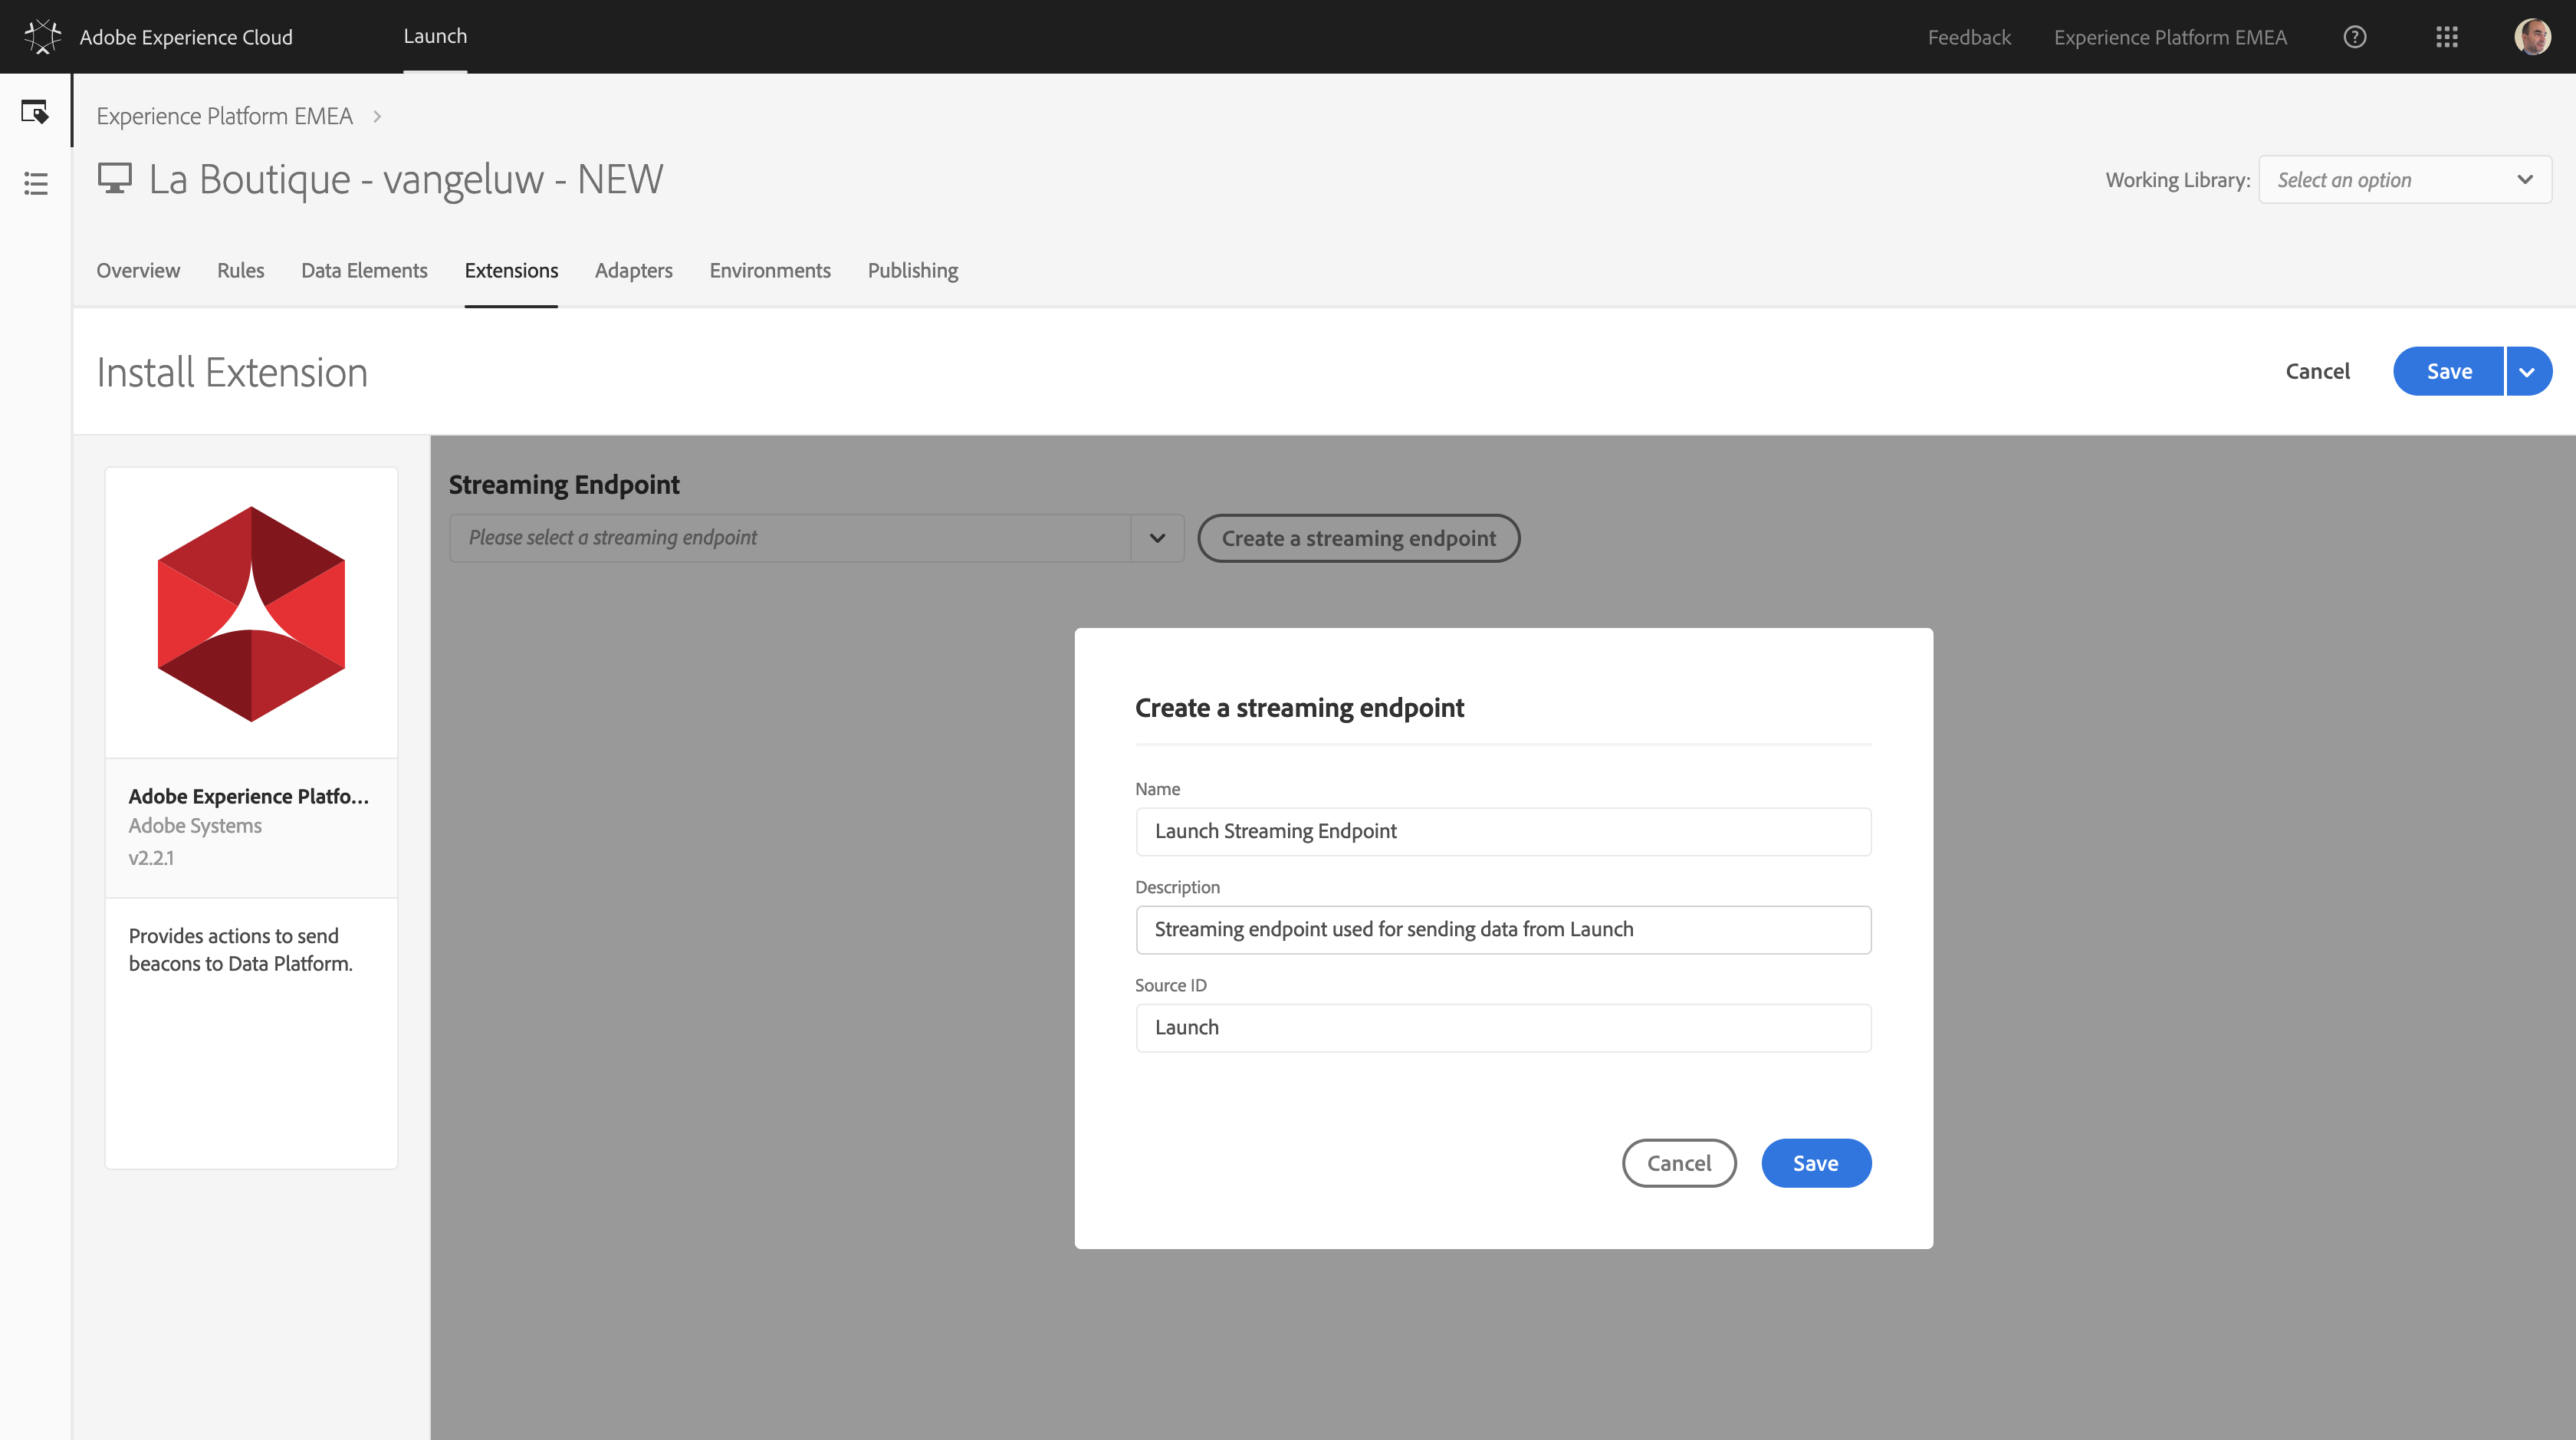 Adobe Experience Cloud
Launch
Feedback
Experience Platform EMEA
Experience Platform EMEA
La Boutique - vangeluw - NEW
Working Library:
Select an option
Overview
Rules
Data Elements
Extensions
Adapters
Environments
Publishing
Install Extension
Cancel
Save
Adobe Experience Platfo...
Adobe Systems
v2.2.1
Provides actions to send
beacons to Data Platform.
Streaming Endpoint
Please select a streaming endpoint
Create a streaming endpoint
Create a streaming endpoint
Name
Launch Streaming Endpoint
Description
Streaming endpoint used for sending data from Launch
Source ID
Launch
Cancel
Save